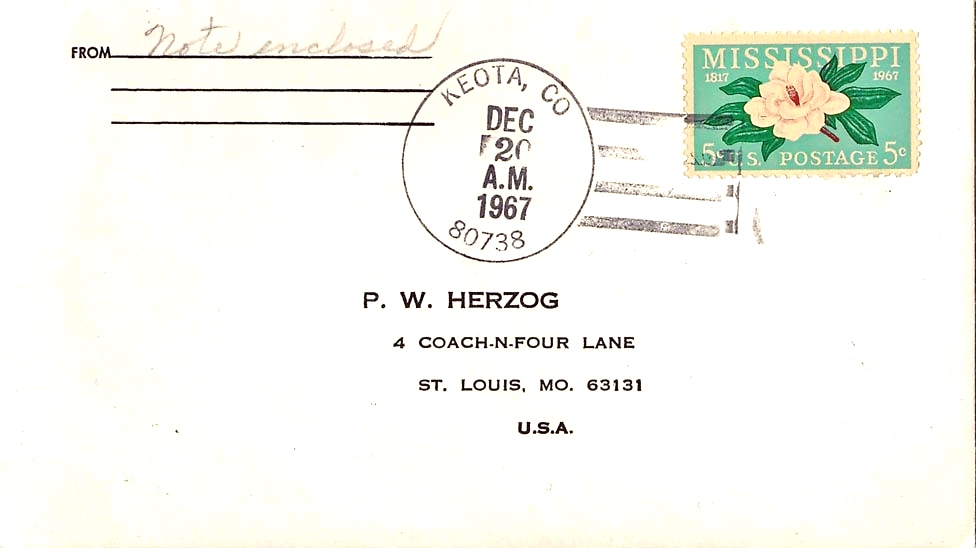 FROM Note enclosed
KEOTA, CO
DEC
20
A.M.
1967
80738
MISSISSIPPI
1817 1967
5c U.S. POSTAGE 5c
P. W. HERZOG
4 COACH-N-FOUR LANE
ST. LOUIS, MO. 63131
U.S.A.